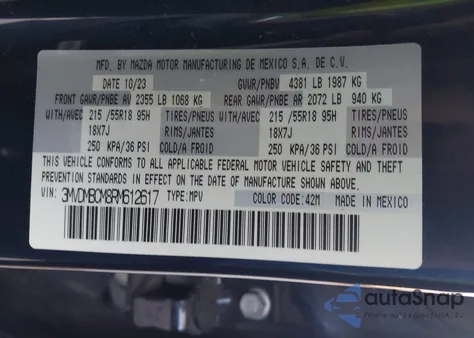 MFD. BY MAZDA MOTOR MANUFACTURING DE MEXICO S.A. DE C.V.
DATE 10/23 GVWR/PNBV 4381 LB 1987 KG
FRONT GAWR/PNBE AV 2355 LB 1068 KG REAR GAWR/PNBE AR 2072 LB 940 KG
WITH/AVEC 215 /55R18 95H TIRES/PNEUS WITH/AVEC 215 /55R18 95H TIRES/PNEUS
18X7J RIMS/JANTES 18X7J RIMS/JANTES
250 KPA/36 PSI COLD/A FROID 250 KPA/36 PSI COLD/A FROID
THIS VEHICLE CONFORMS TO ALL APPLICABLE FEDERAL MOTOR VEHICLE SAFETY AND THEFT
PREVENTION STANDARDS IN EFFECT ON THE DATE OF MANUFACTURE SHOWN ABOVE.
VIN: 3MVDMBCM8RM612617 TYPE:MPV COLOR CODE:42M MADE IN MEXICO
autoSnap